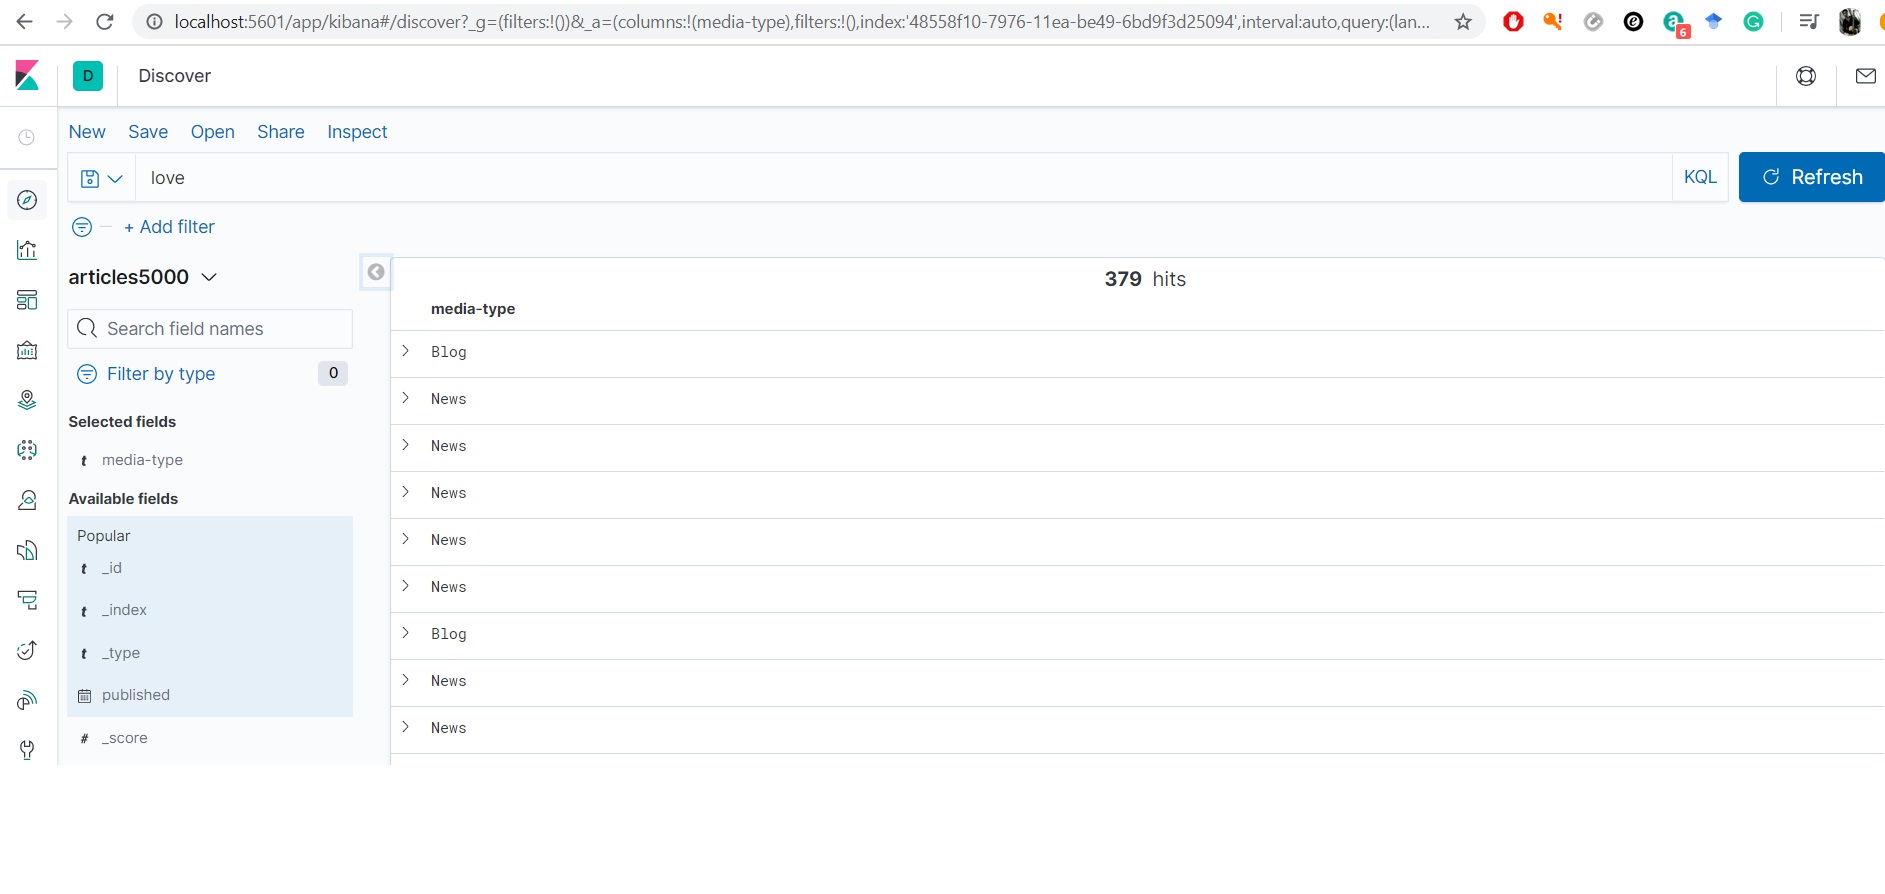 localhost:5601/app/kibana#/discover?_g=(filters:!())&_a=(columns:!(media-type),filters:!(),index:'48558f10-7976-11ea-be49-6bd9f3d25094',interval:auto,query:(lan...
6
D Discover
New Save Open Share Inspect
love KQL Refresh
+ Add filter
articles5000
379 hits
media-type
Search field names
Filter by type 0
Selected fields
t media-type
Available fields
Popular
t _id
t _index
t _type
published
# _score
Blog
News
News
News
News
News
Blog
News
News